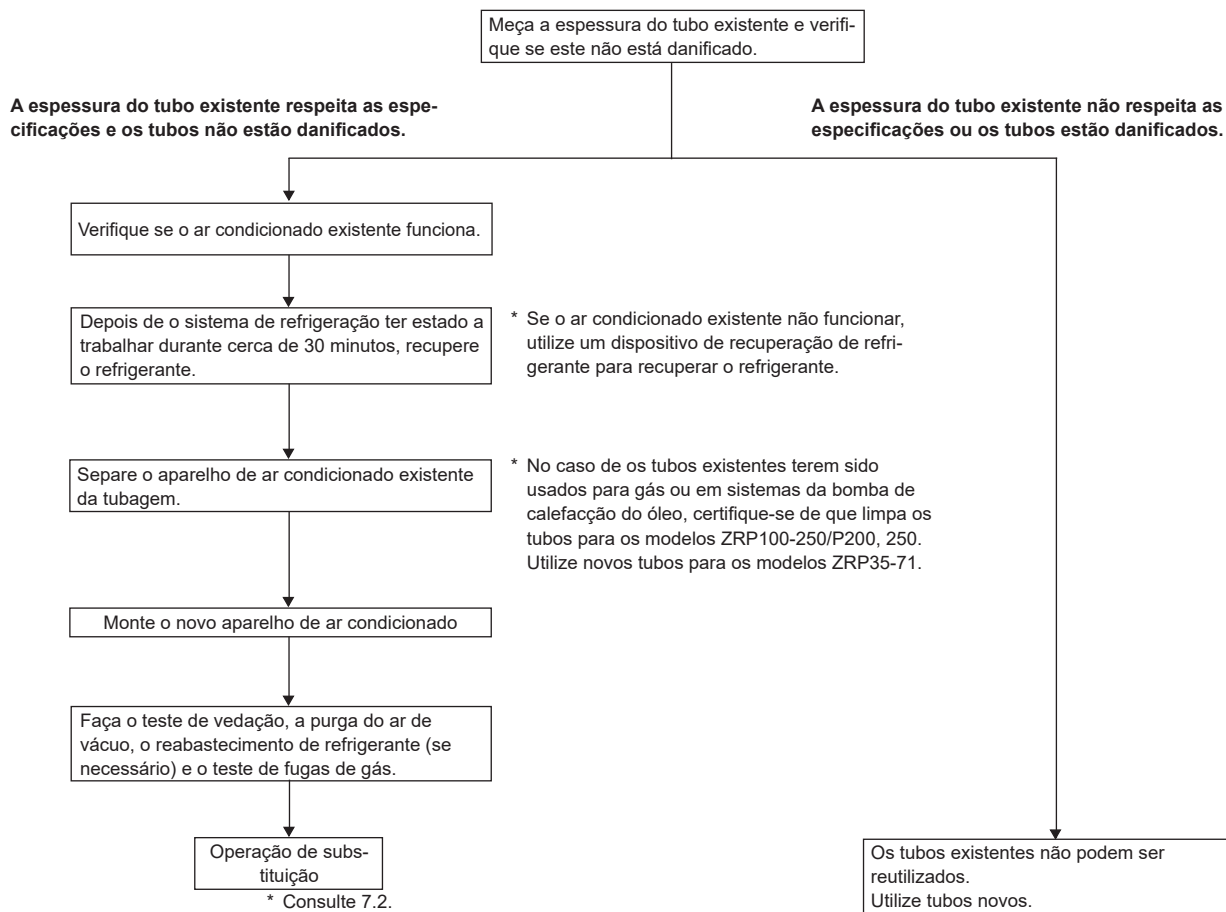 Meça a espessura do tubo existente e verifi-
que se este não está danificado.
A espessura do tubo existente respeita as espe-
cificações e os tubos não estão danificados.
A espessura do tubo existente não respeita as
especificações ou os tubos estão danificados.
Verifique se o ar condicionado existente funciona.
Depois de o sistema de refrigeração ter estado a
trabalhar durante cerca de 30 minutos, recupere
o refrigerante.
* Se o ar condicionado existente não funcionar,
utilize um dispositivo de recuperação de refri-
gerante para recuperar o refrigerante.
Separe o aparelho de ar condicionado existente
da tubagem.
* No caso de os tubos existentes terem sido
usados para gás ou em sistemas da bomba de
calefacção do óleo, certifique-se de que limpa os
tubos para os modelos ZRP100-250/P200, 250.
Utilize novos tubos para os modelos ZRP35-71.
Monte o novo aparelho de ar condicionado
Faça o teste de vedação, a purga do ar de
vácuo, o reabastecimento de refrigerante (se
necessário) e o teste de fugas de gás.
Operação de subs-
tituição
* Consulte 7.2.
Os tubos existentes não podem ser
reutilizados.
Utilize tubos novos.